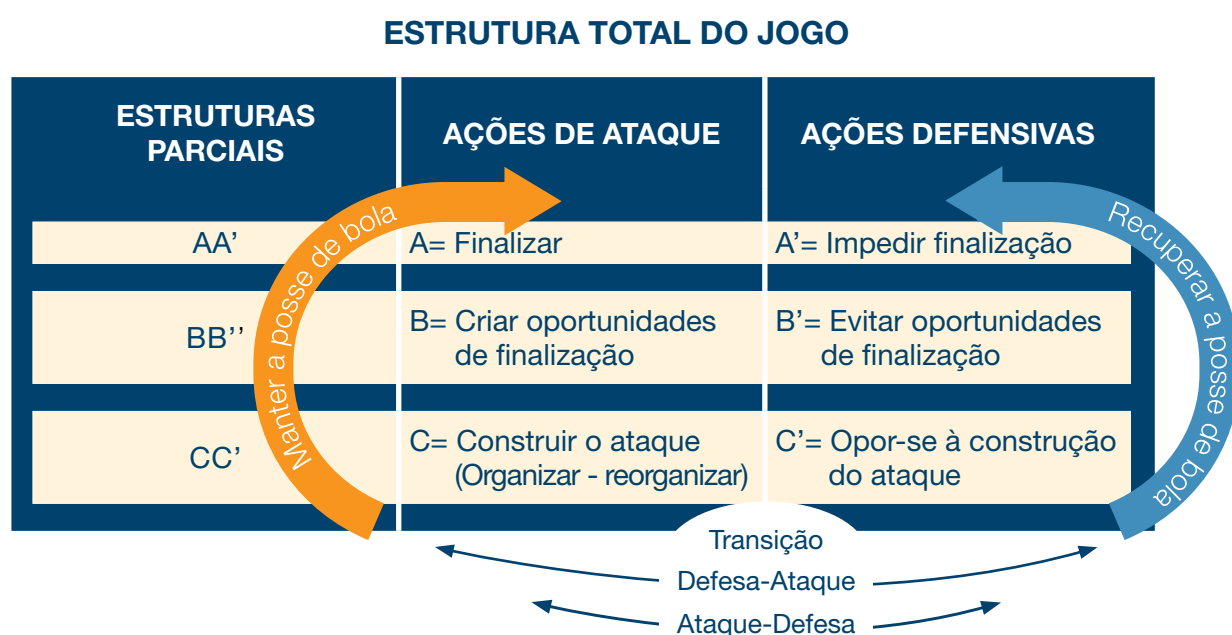 ESTRUTURA TOTAL DO JOGO
ESTRUTURAS
PARCIAIS
AÇÕES DE ATAQUE
AÇÕES DEFENSIVAS
AA’
A= Finalizar
A’= Impedir finalização
BB’’
B= Criar oportunidades
de finalização
B’= Evitar oportunidades
de finalização
CC’
C= Construir o ataque
(Organizar - reorganizar)
C’= Opor-se à construção
do ataque
Manter a posse de bola
Recuperar a posse de bola
Transição
Defesa-Ataque
Ataque-Defesa